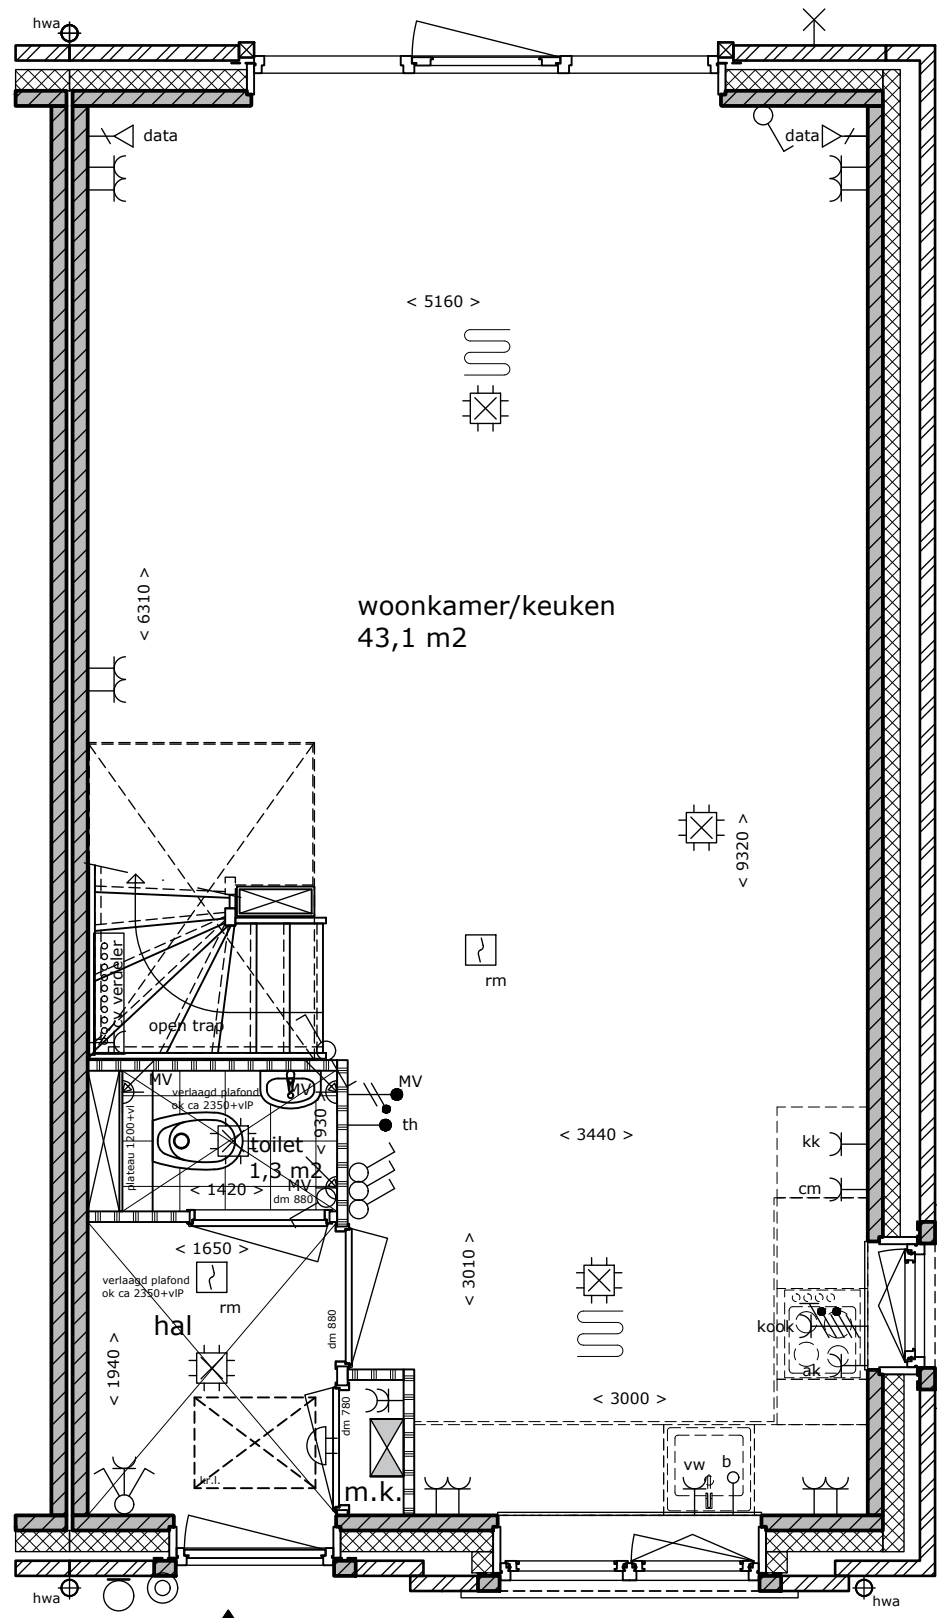 hwa
data
data
< 5160 >
< 6310 >
woonkamer/keuken
43,1 m2
< 9320 >
cv verdeler
rm
open trap
MV
verlaagd plafond
ok ca 2350+vlP
MV
MV
th
< 930 >
plateau 1200+vl
toilet
1,3 m2
< 1420 >
MV
dm 880
< 3440 >
kk
cm
< 1650 >
verlaagd plafond
ok ca 2350+vlP
rm
hal
dm 880
< 3010 >
kook
ak
< 1940 >
< 3000 >
dm 780
kr.l.
m.k.
vw
b
hwa
hwa